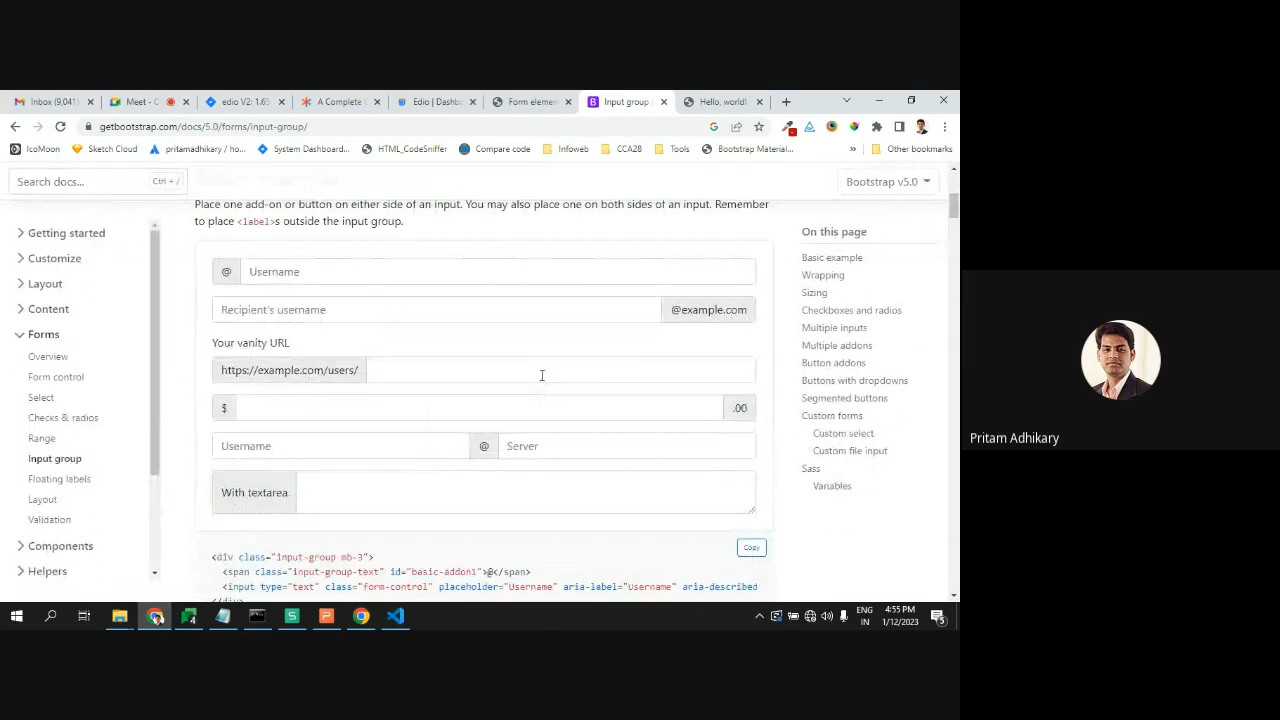 Inbox (9,041)
Meet - C
edio V2: 1.65
A Complete
Edio | Dashb
Form elemen
Input group
Hello, world!
getbootstrap.com/docs/5.0/forms/input-group/
IcoMoon
Sketch Cloud
pritamadhikary / ho...
System Dashboard...
HTML_CodeSniffer
Compare code
Infoweb
CCA28
Tools
Bootstrap Material...
»
Other bookmarks
Search docs...
Ctrl + /
Bootstrap v5.0
Getting started
Customize
Layout
Content
Forms
Overview
Form control
Select
Checks & radios
Range
Input group
Floating labels
Layout
Validation
Components
Helpers
Place one add-on or button on either side of an input. You may also place one on both sides of an input. Remember
to place <label>s outside the input group.
@ Username
Recipient's username @example.com
Your vanity URL
https://example.com/users/
$ .00
Username @ Server
With textarea
Copy
<div class="input-group mb-3">
<span class="input-group-text" id="basic-addon1">@</span>
<input type="text" class="form-control" placeholder="Username" aria-label="Username" aria-described
</div>
On this page
Basic example
Wrapping
Sizing
Checkboxes and radios
Multiple inputs
Multiple addons
Button addons
Buttons with dropdowns
Segmented buttons
Custom forms
Custom select
Custom file input
Sass
Variables
ENG
IN
4:55 PM
1/12/2023
5
Pritam Adhikary